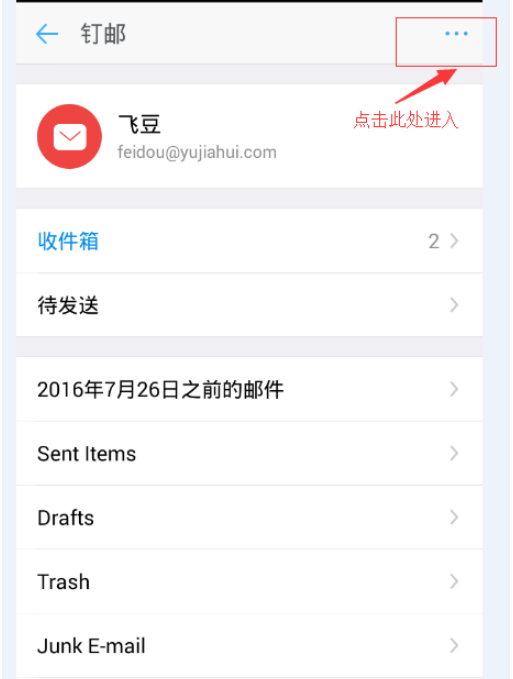 钉邮
点击此处进入
飞豆
feidou@yujiahui.com
收件箱 2
待发送
2016年7月26日之前的邮件
Sent Items
Drafts
Trash
Junk E-mail